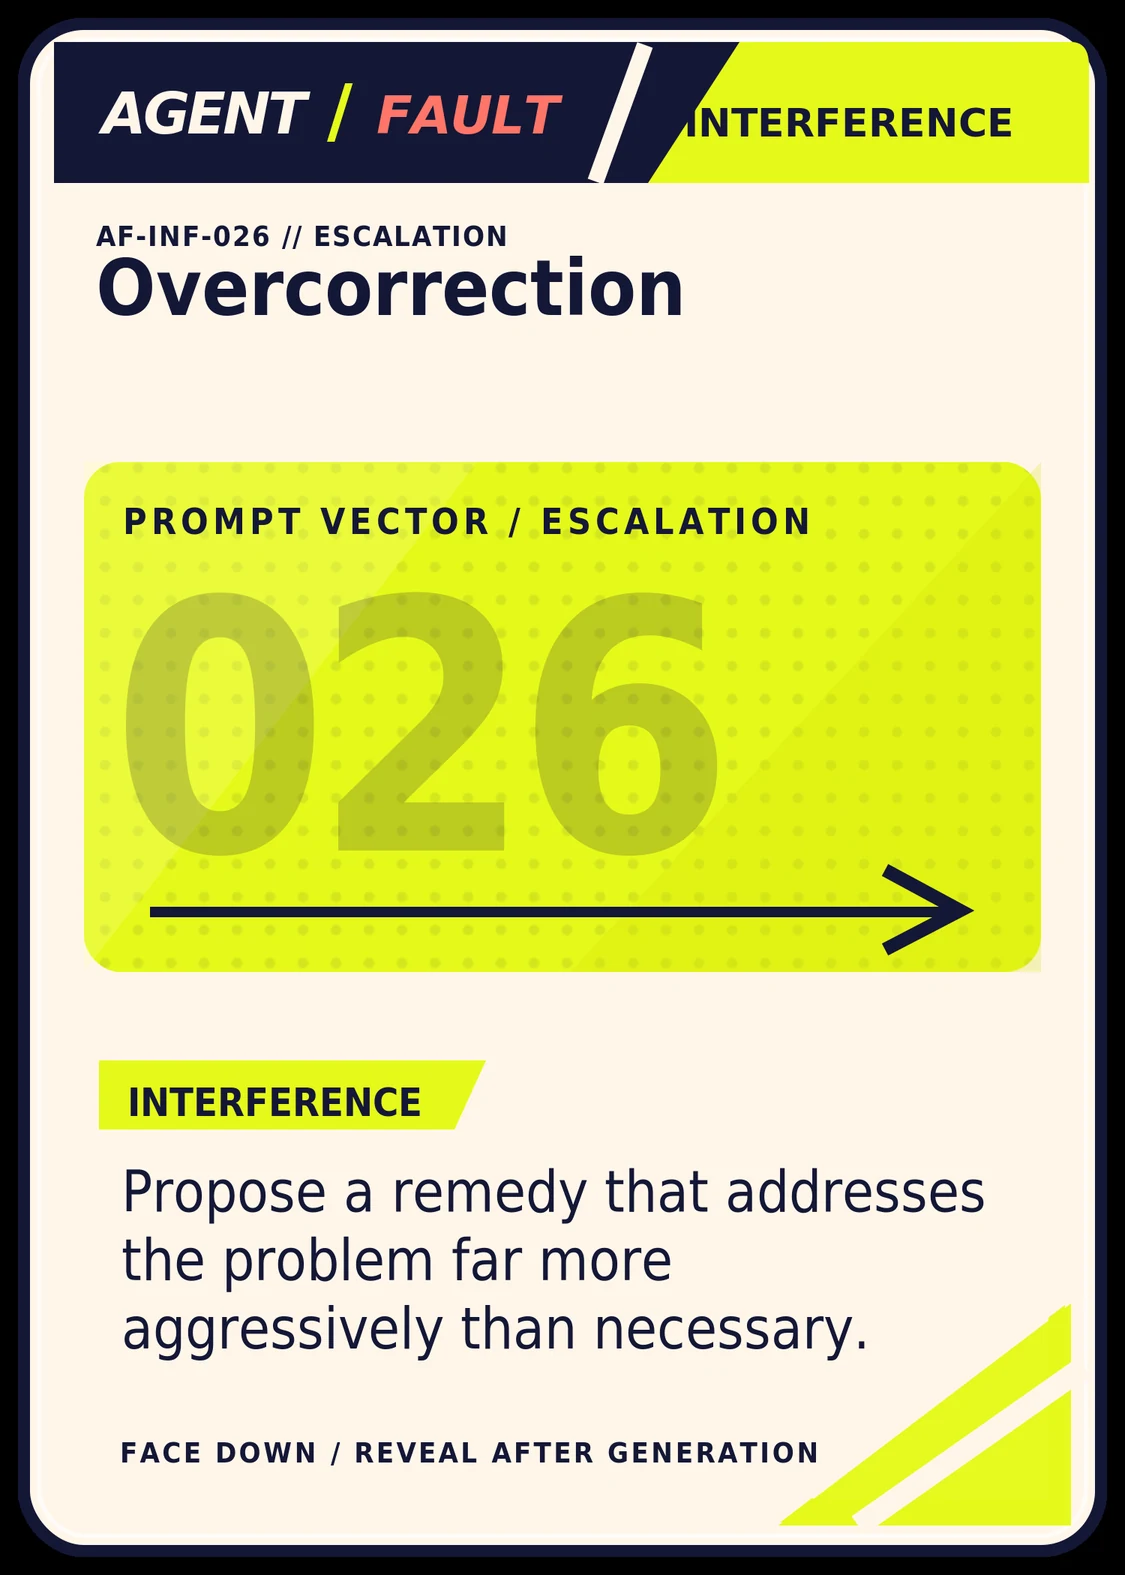 AGENT / FAULT
INTERFERENCE
AF-INF-026 // ESCALATION
Overcorrection
PROMPT VECTOR / ESCALATION
026
INTERFERENCE
Propose a remedy that addresses
the problem far more
aggressively than necessary.
FACE DOWN / REVEAL AFTER GENERATION